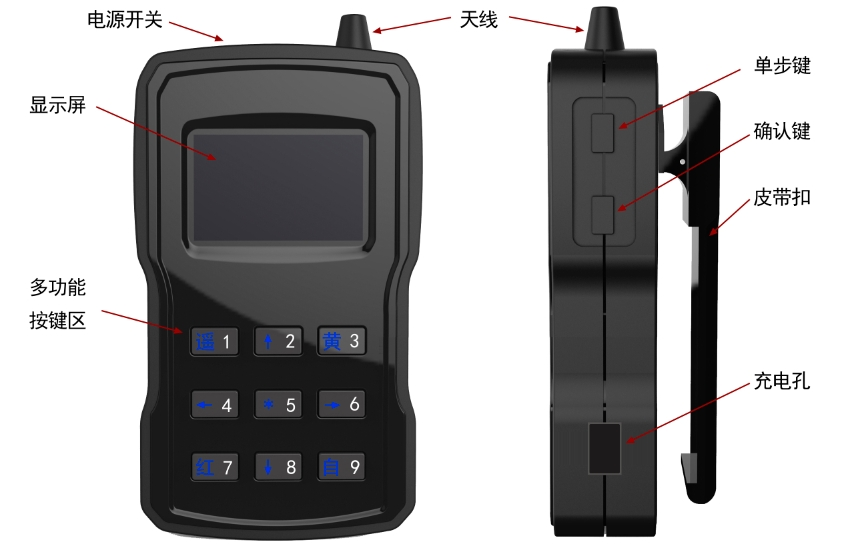 电源开关
天线
显示屏
单步键
确认键
皮带扣
多功能
按键区
遥 1
↑ 2
黄 3
← 4
* 5
→ 6
红 7
↓ 8
自 9
充电孔